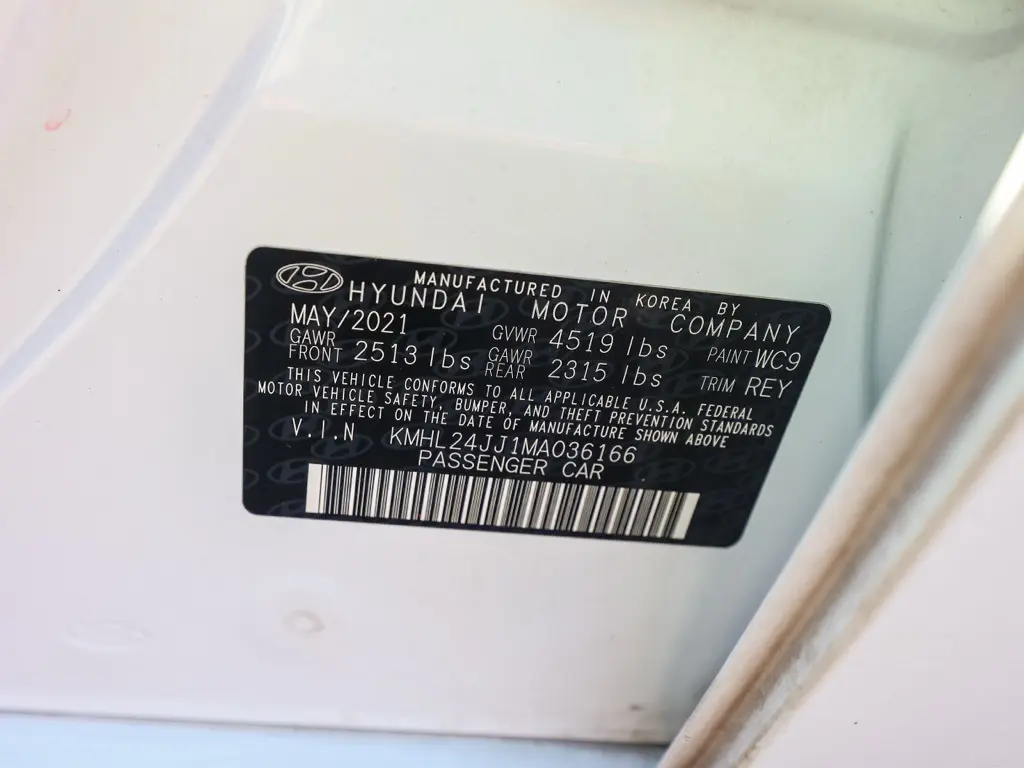 MANUFACTURED IN KOREA BY
HYUNDAI MOTOR COMPANY
MAY/2021 GVWR 4519 lbs PAINT WC9
GAWR FRONT 2513 lbs GAWR REAR 2315 lbs TRIM REY
THIS VEHICLE CONFORMS TO ALL APPLICABLE U.S.A. FEDERAL
MOTOR VEHICLE SAFETY, BUMPER, AND THEFT PREVENTION STANDARDS
IN EFFECT ON THE DATE OF MANUFACTURE SHOWN ABOVE
V.I.N KMHL24JJ1MA036166
PASSENGER CAR